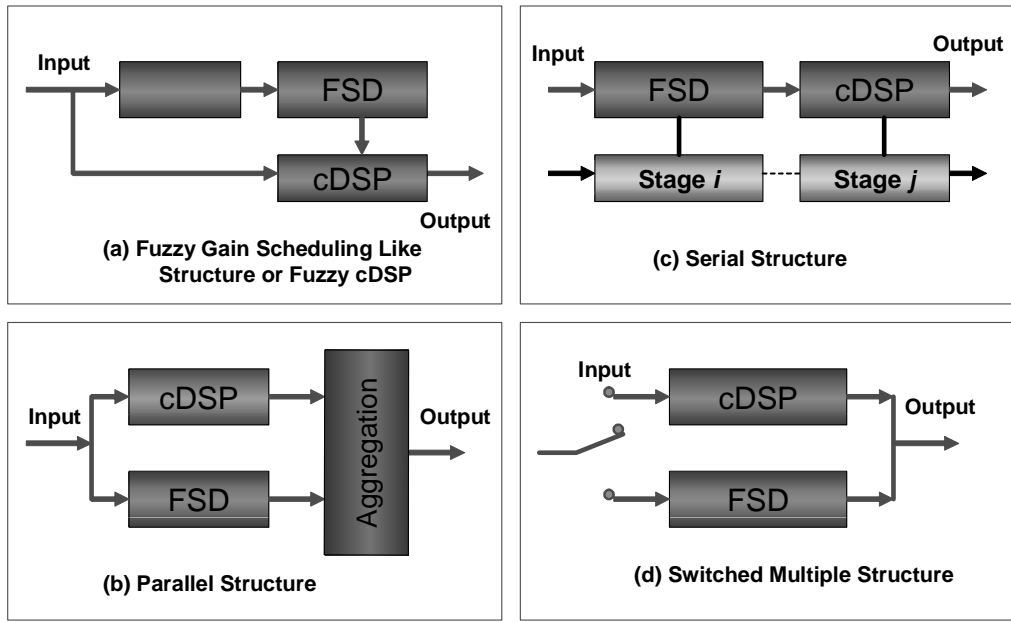 Input
FSD
cDSP
Output
(a) Fuzzy Gain Scheduling Like
Structure or Fuzzy cDSP
Input
Output
FSD
cDSP
Stage i
Stage j
(c) Serial Structure
Input
cDSP
FSD
Aggregation
Output
(b) Parallel Structure
Input
cDSP
Output
FSD
(d) Switched Multiple Structure